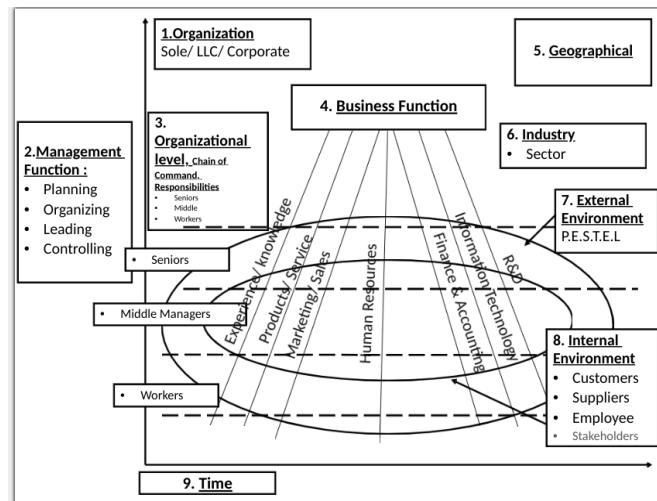 1.Organization
Sole/ LLC/ Corporate
5. Geographical
4. Business Function
2.Management
Function :
• Planning
• Organizing
• Leading
• Controlling
3.
Organizational
level, Chain of
Command,
Responsibilities
• Seniors
• Middle
• Workers
6. Industry
• Sector
7. External
Environment
P.E.S.T.E.L
• Seniors
• Middle Managers
• Workers
Experience/ knowledge
Products/ Service
Marketing/ Sales
Human Resources
Finance & Accounting
Information Technology
R&D
8. Internal
Environment
• Customers
• Suppliers
• Employee
• Stakeholders
9. Time